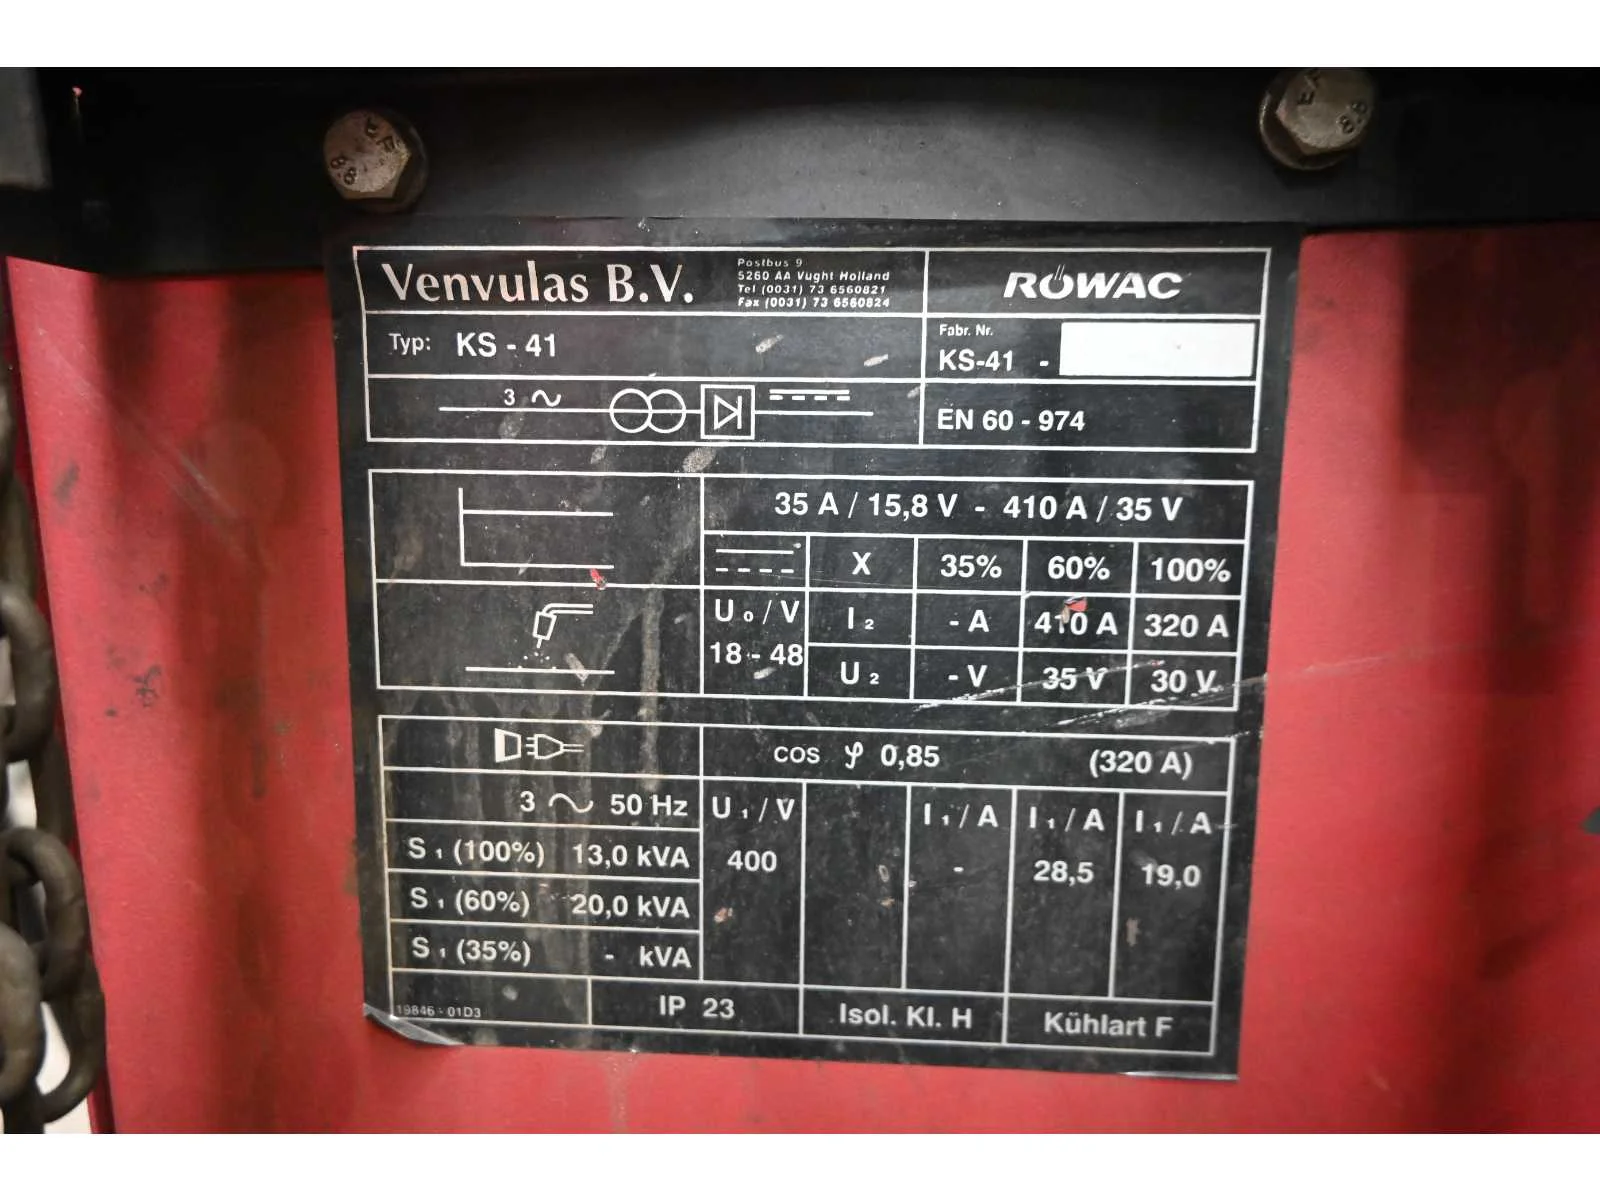 8.8
8.8
Venvulas B.V.
Postbus 9
5260 AA Vught Holland
Tel (0031) 73 6560821
Fax (0031) 73 6560824
RÖWAC
Typ: KS - 41
Fabr. Nr.
KS-41 -
3 ~
EN 60 - 974
35 A / 15,8 V - 410 A / 35 V
X 35% 60% 100%
U₀ / V I₂ - A 410 A 320 A
18 - 48 U₂ - V 35 V 30 V
cos φ 0,85 (320 A)
3 ~ 50 Hz U₁ / V I₁ / A I₁ / A I₁ / A
S₁ (100%) 13,0 kVA 400 - 28,5 19,0
S₁ (60%) 20,0 kVA
S₁ (35%) - kVA
19846 - 01D3 IP 23 Isol. Kl. H Kühlart F